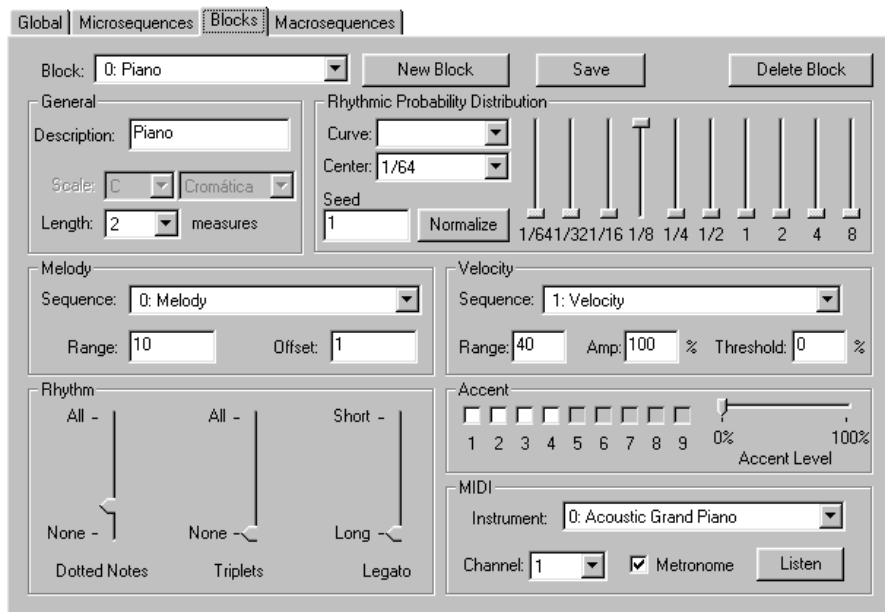 Global Microsequences Blocks Macrosequences
Block: 0: Piano New Block Save Delete Block
General
Description: Piano
Scale: C Cromática
Length: 2 measures
Rhythmic Probability Distribution
Curve:
Center: 1/64
Seed
1 Normalize
1/64 1/32 1/16 1/8 1/4 1/2 1 2 4 8
Melody
Sequence: 0: Melody
Range: 10 Offset: 1
Velocity
Sequence: 1: Velocity
Range: 40 Amp: 100 % Threshold: 0 %
Rhythm
All - All - Short -
None - None - Long -
Dotted Notes Triplets Legato
Accent
1 2 3 4 5 6 7 8 9 0% 100%
Accent Level
MIDI
Instrument: 0: Acoustic Grand Piano
Channel: 1 Metronome Listen